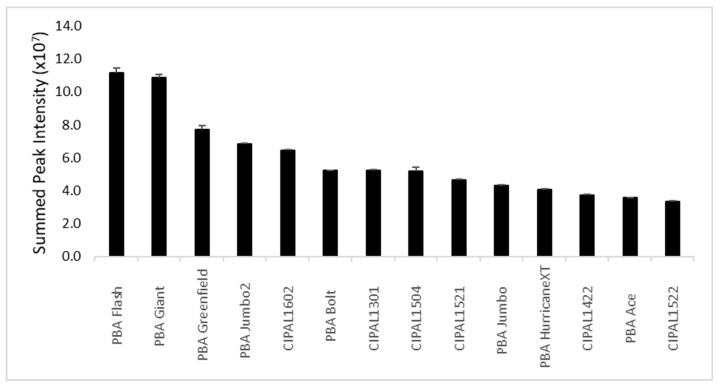 Summed Peak Intensity (x10⁷)
14.0
12.0
10.0
8.0
6.0
4.0
2.0
0.0
PBA Flash
PBA Giant
PBA Greenfield
PBA Jumbo2
CIPAL1602
PBA Bolt
CIPAL1301
CIPAL1504
CIPAL1521
PBA Jumbo
PBA HurricaneXT
CIPAL1422
PBA Ace
CIPAL1522